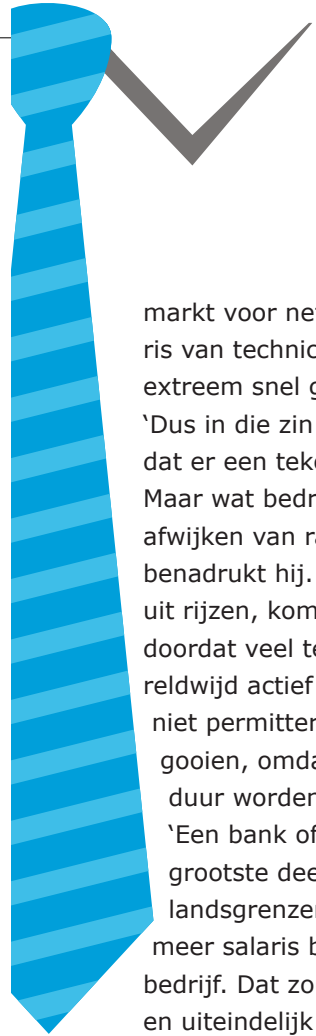 markt voor net
ris van technic
extreem snel g
‘Dus in die zin
dat er een teko
Maar wat bedr
afwijken van ra
benadrukt hij.
uit rijzen, kom
doordat veel te
reldwijd actief
niet permitter
gooien, omda
duur worden
‘Een bank of
grootste dee
landsgrenzen
meer salaris b
bedrijf. Dat zo
en uiteindelijk